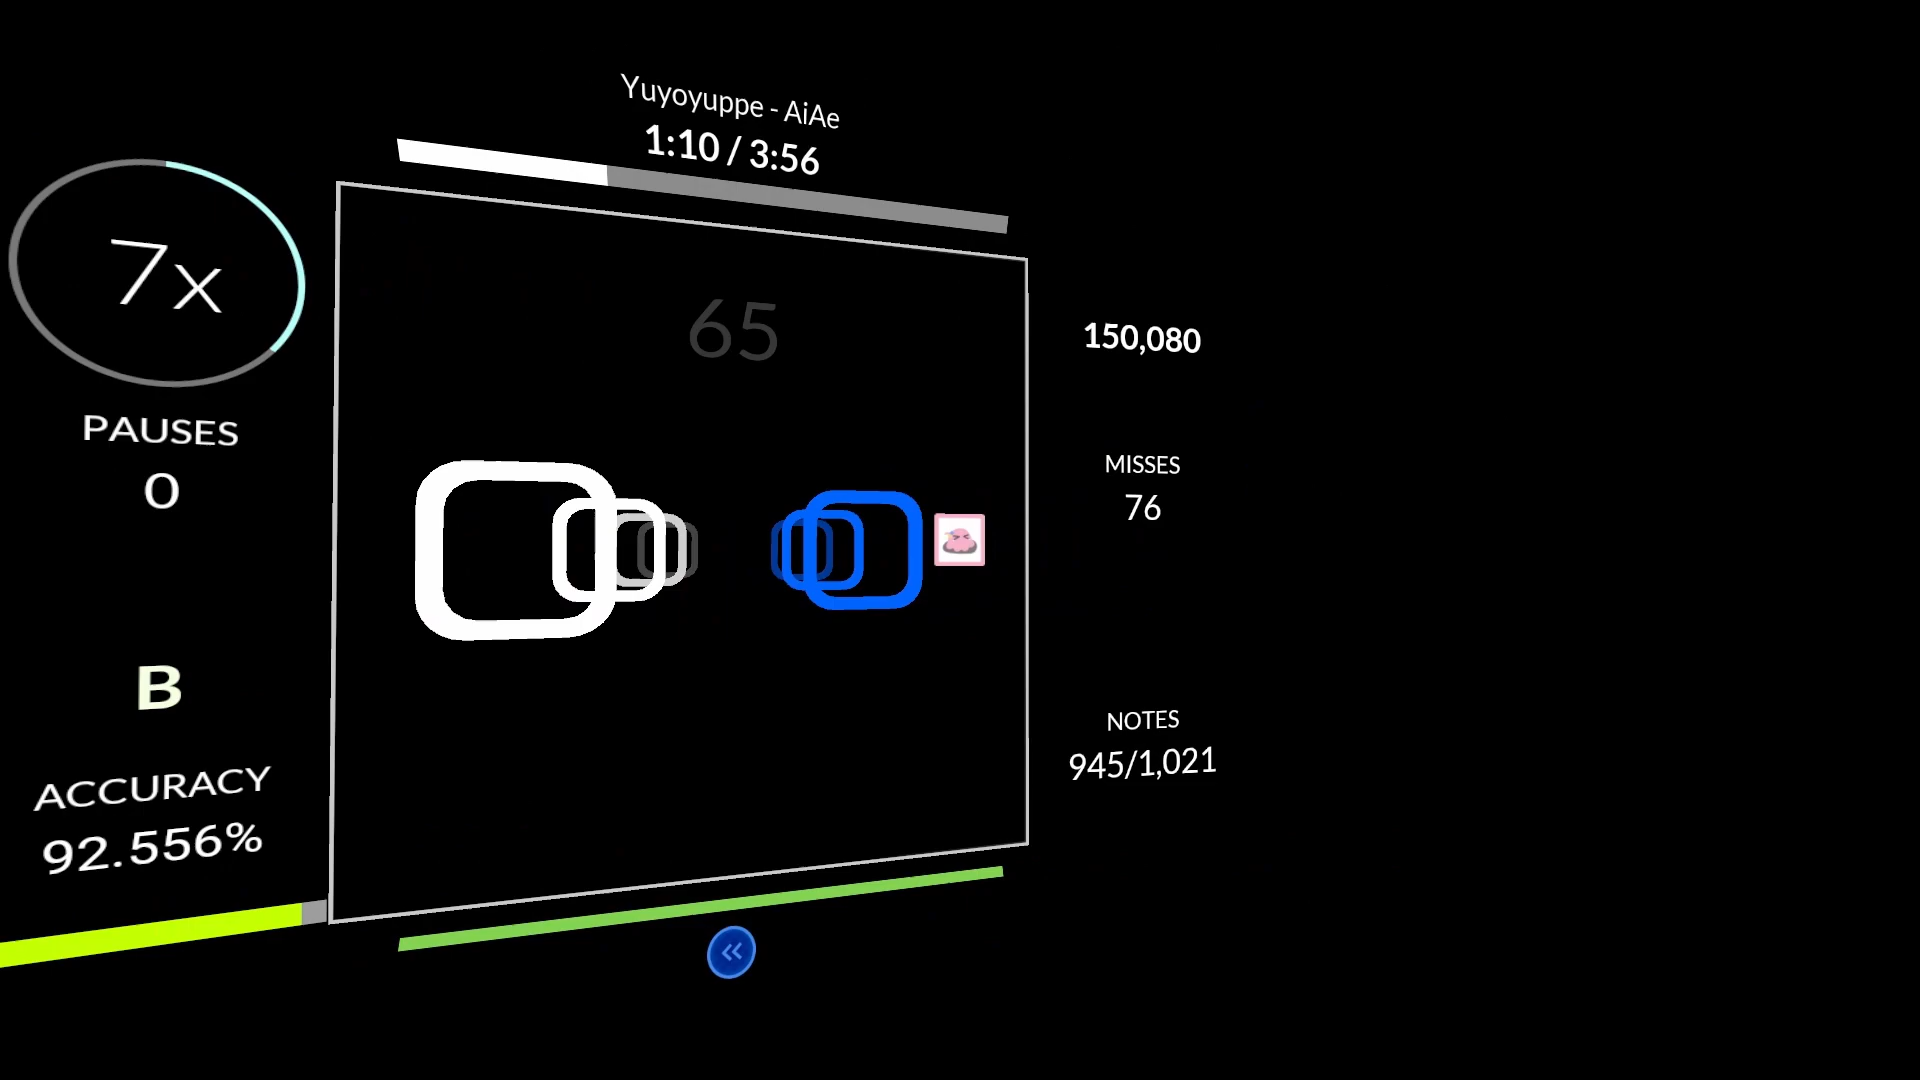 Yuyoyuppe - AiAe
1:10 / 3:56
7x
65
150,080
PAUSES
0
MISSES
76
B
NOTES
945/1,021
ACCURACY
92.556%